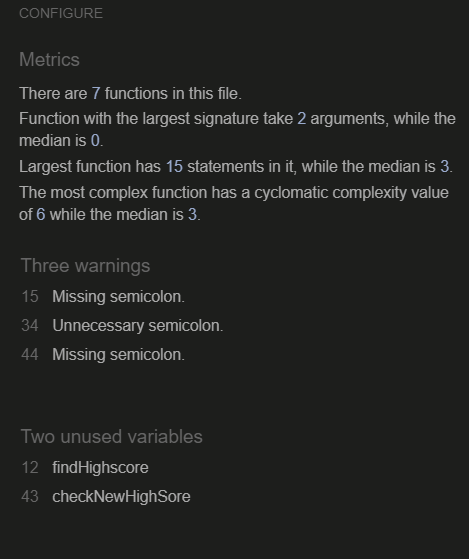 CONFIGURE
Metrics
There are 7 functions in this file.
Function with the largest signature take 2 arguments, while the
median is 0.
Largest function has 15 statements in it, while the median is 3.
The most complex function has a cyclomatic complexity value
of 6 while the median is 3.
Three warnings
15 Missing semicolon.
34 Unnecessary semicolon.
44 Missing semicolon.
Two unused variables
12 findHighscore
43 checkNewHighSore